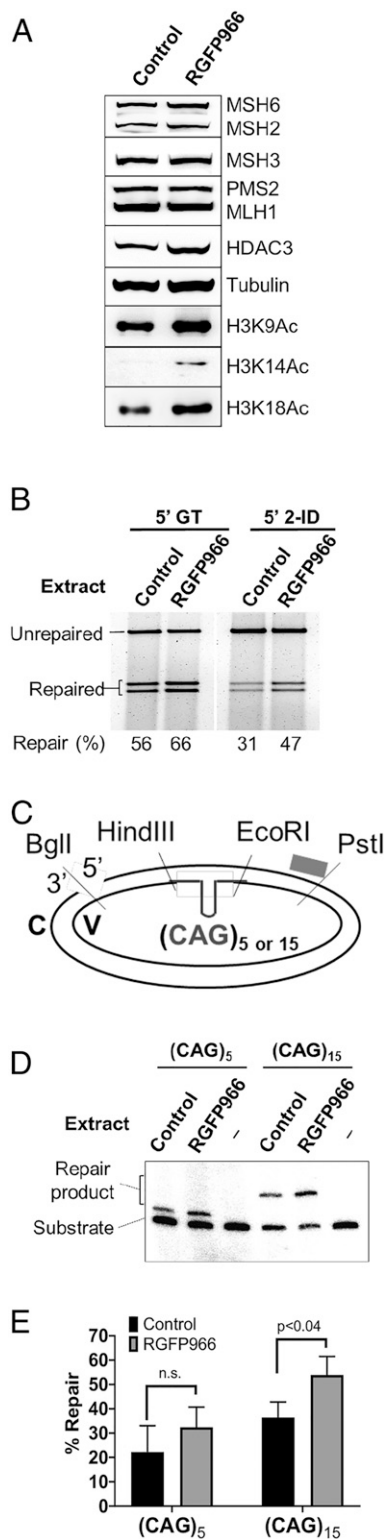 A
Control RGFP966
MSH6
MSH2
MSH3
PMS2
MLH1
HDAC3
Tubulin
H3K9Ac
H3K14Ac
H3K18Ac
B
5' GT 5' 2-ID
Extract Control RGFP966 Control RGFP966
Unrepaired
Repaired
Repair (%) 56 66 31 47
C
BglI HindIII EcoRI PstI
3' 5'
C V
(CAG)5 or 15
D
(CAG)5 (CAG)15
Extract Control RGFP966 - Control RGFP966 -
Repair
product
Substrate
E
Control
RGFP966
% Repair
70
60
50
40
30
20
10
0
n.s.
p<0.04
(CAG)5 (CAG)15